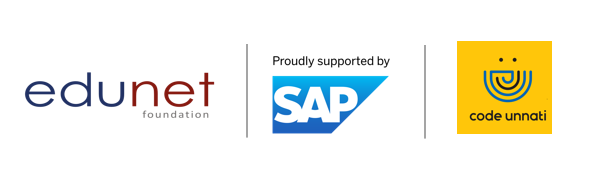 edunet
foundation
Proudly supported by
SAP
code unnati